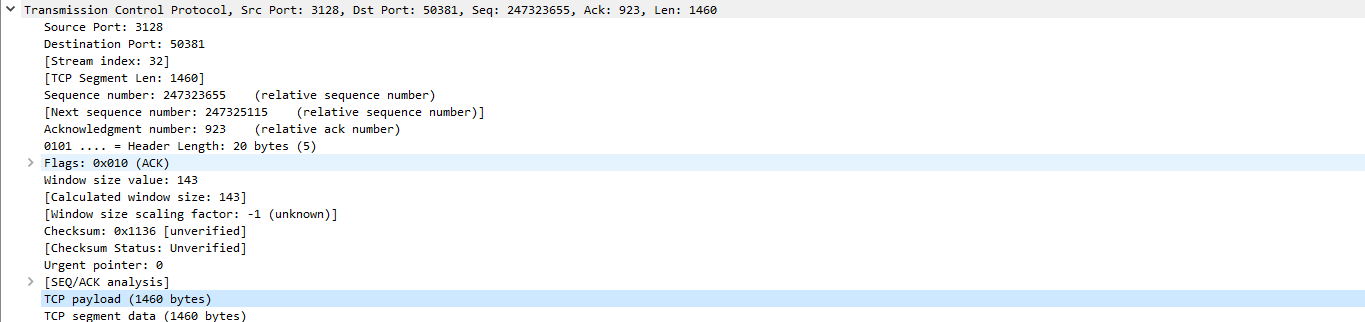 Transmission Control Protocol, Src Port: 3128, Dst Port: 50381, Seq: 247323655, Ack: 923, Len: 1460
Source Port: 3128
Destination Port: 50381
[Stream index: 32]
[TCP Segment Len: 1460]
Sequence number: 247323655    (relative sequence number)
[Next sequence number: 247325115    (relative sequence number)]
Acknowledgment number: 923    (relative ack number)
0101 .... = Header Length: 20 bytes (5)
Flags: 0x010 (ACK)
Window size value: 143
[Calculated window size: 143]
[Window size scaling factor: -1 (unknown)]
Checksum: 0x1136 [unverified]
[Checksum Status: Unverified]
Urgent pointer: 0
[SEQ/ACK analysis]
TCP payload (1460 bytes)
TCP segment data (1460 bytes)